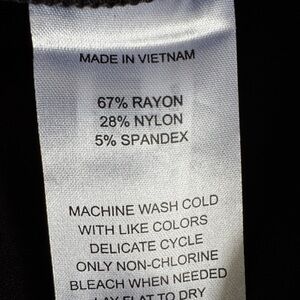 MADE IN VIETNAM
67% RAYON
28% NYLON
5% SPANDEX
MACHINE WASH COLD
WITH LIKE COLORS
DELICATE CYCLE
ONLY NON-CHLORINE
BLEACH WHEN NEEDED
LAY FLAT TO DRY